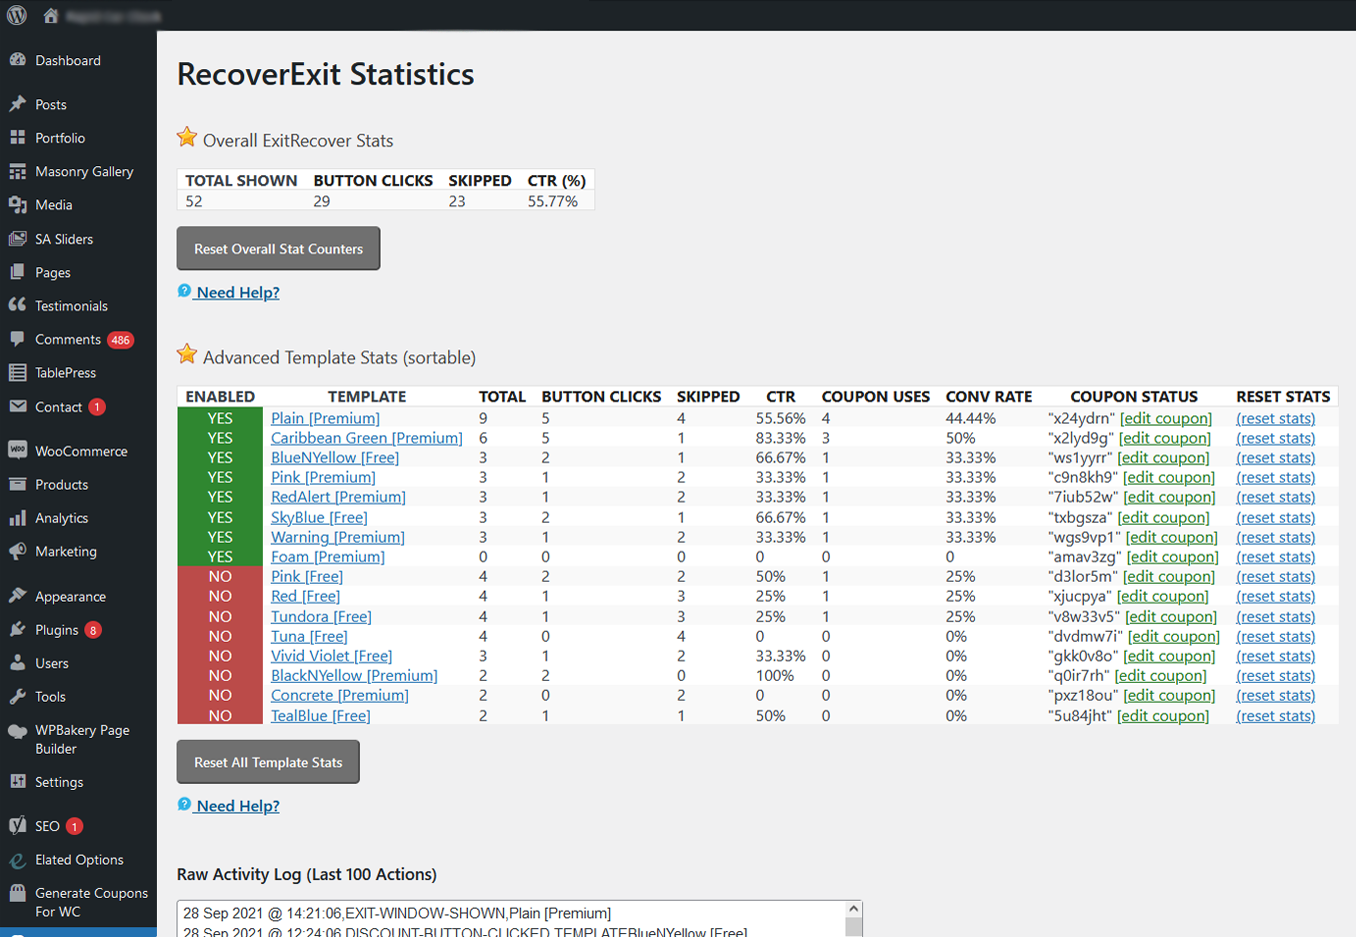 Dashboard
Posts
Portfolio
Masonry Gallery
Media
SA Sliders
Pages
Testimonials
Comments 486
TablePress
Contact 1
WooCommerce
Products
Analytics
Marketing
Appearance
Plugins 8
Users
Tools
WPBakery Page
Builder
Settings
SEO 1
Elated Options
Generate Coupons
For WC
RecoverExit Statistics
Overall ExitRecover Stats
TOTAL SHOWN BUTTON CLICKS SKIPPED CTR (%)
52 29 23 55.77%
Reset Overall Stat Counters
Need Help?
Advanced Template Stats (sortable)
ENABLED TEMPLATE TOTAL BUTTON CLICKS SKIPPED CTR COUPON USES CONV RATE COUPON STATUS RESET STATS
YES Plain [Premium] 9 5 4 55.56% 4 44.44% "x24ydrn" [edit coupon] (reset stats)
YES Caribbean Green [Premium] 6 5 1 83.33% 3 50% "x2lyd9g" [edit coupon] (reset stats)
YES BlueNYellow [Free] 3 2 1 66.67% 1 33.33% "ws1yyrr" [edit coupon] (reset stats)
YES Pink [Premium] 3 1 2 33.33% 1 33.33% "c9n8kh9" [edit coupon] (reset stats)
YES RedAlert [Premium] 3 1 2 33.33% 1 33.33% "7iub52w" [edit coupon] (reset stats)
YES SkyBlue [Free] 3 2 1 66.67% 1 33.33% "txbgsza" [edit coupon] (reset stats)
YES Warning [Premium] 3 1 2 33.33% 1 33.33% "wgs9vp1" [edit coupon] (reset stats)
YES Foam [Premium] 0 0 0 0 0 0 "amav3zg" [edit coupon] (reset stats)
NO Pink [Free] 4 2 2 50% 1 25% "d3lor5m" [edit coupon] (reset stats)
NO Red [Free] 4 1 3 25% 1 25% "xjucpya" [edit coupon] (reset stats)
NO Tundora [Free] 4 1 3 25% 1 25% "v8w33v5" [edit coupon] (reset stats)
NO Tuna [Free] 4 0 4 0 0 0% "dvdmw7i" [edit coupon] (reset stats)
NO Vivid Violet [Free] 3 1 2 33.33% 0 0% "gkk0v8o" [edit coupon] (reset stats)
NO BlackNYellow [Premium] 2 2 0 100% 0 0% "q0ir7rh" [edit coupon] (reset stats)
NO Concrete [Premium] 2 0 2 0 0 0% "pxz18ou" [edit coupon] (reset stats)
NO TealBlue [Free] 2 1 1 50% 0 0% "5u84jht" [edit coupon] (reset stats)
Reset All Template Stats
Need Help?
Raw Activity Log (Last 100 Actions)
28 Sep 2021 @ 14:21:06,EXIT-WINDOW-SHOWN,Plain [Premium]
28 Sep 2021 @ 12:24:06,DISCOUNT-BUTTON-CLICKED,TEMPLATEBlueNYellow [Free]